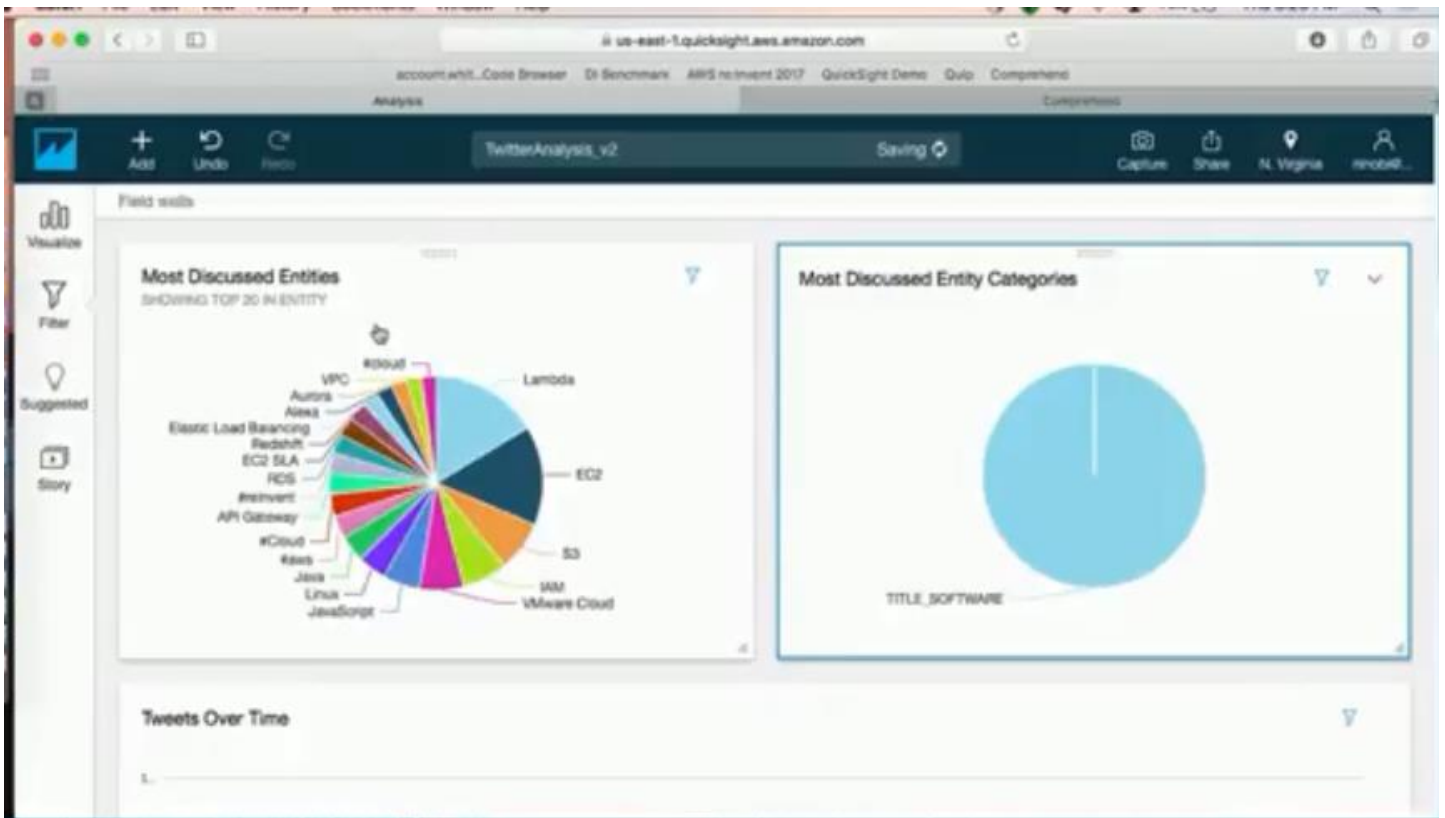 us-east-1.quicksight.aws.amazon.com
Code Browser DI Benchmark AWS re:Invent 2017 QuickSight Demo Quip Comprehend
Analysis
Comprehend
Add Undo Redo TwitterAnalysis_v2 Saving Capture Share N. Virginia
Field wells
Visualize
Filter
Suggested
Story
Most Discussed Entities
SHOWING TOP 20 IN ENTITY
#cloud
VPC
Aurora
Alexa
Elastic Load Balancing
Redshift
EC2 SLA
RDS
#reinvent
API Gateway
#Cloud
#aws
Java
Linux
JavaScript
Lambda
EC2
S3
IAM
VMware Cloud
Most Discussed Entity Categories
TITLE_SOFTWARE
Tweets Over Time